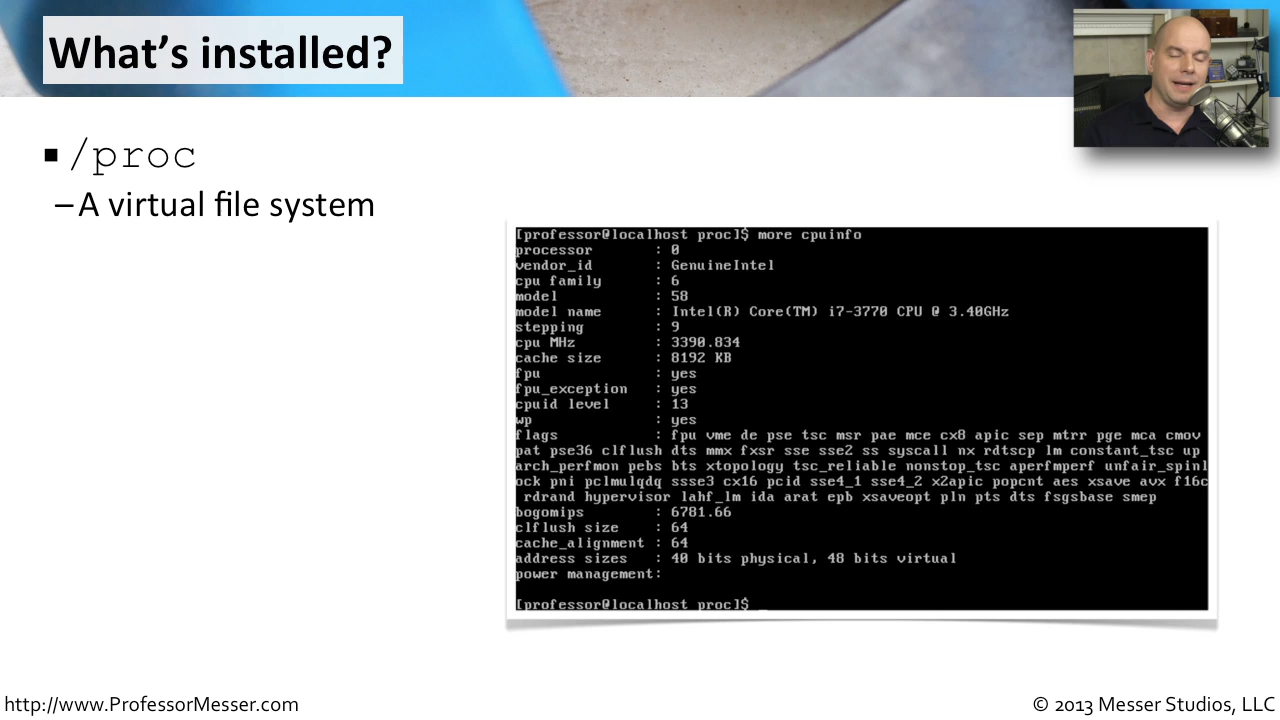 What's installed?
▪ /proc
– A virtual file system
[professor@localhost proc]$ more cpuinfo
processor : 0
vendor_id : GenuineIntel
cpu family : 6
model : 58
model name : Intel(R) Core(TM) i7-3770 CPU @ 3.40GHz
stepping : 9
cpu MHz : 3390.834
cache size : 8192 KB
fpu : yes
fpu_exception : yes
cpuid level : 13
wp : yes
flags : fpu vme de pse tsc msr pae mce cx8 apic sep mtrr pge mca cmov
pat pse36 clflush dts mmx fxsr sse sse2 ss syscall nx rdtscp lm constant_tsc up
arch_perfmon pebs bts xtopology tsc_reliable nonstop_tsc aperfmperf unfair_spinl
ock pni pclmulqdq ssse3 cx16 pcid sse4_1 sse4_2 x2apic popcnt aes xsave avx f16c
rdrand hypervisor lahf_lm ida arat epb xsaveopt pln pts dts fsgsbase smep
bogomips : 6781.66
clflush size : 64
cache_alignment : 64
address sizes : 40 bits physical, 48 bits virtual
power management:
[professor@localhost proc]$ _
http://www.ProfessorMesser.com
© 2013 Messer Studios, LLC